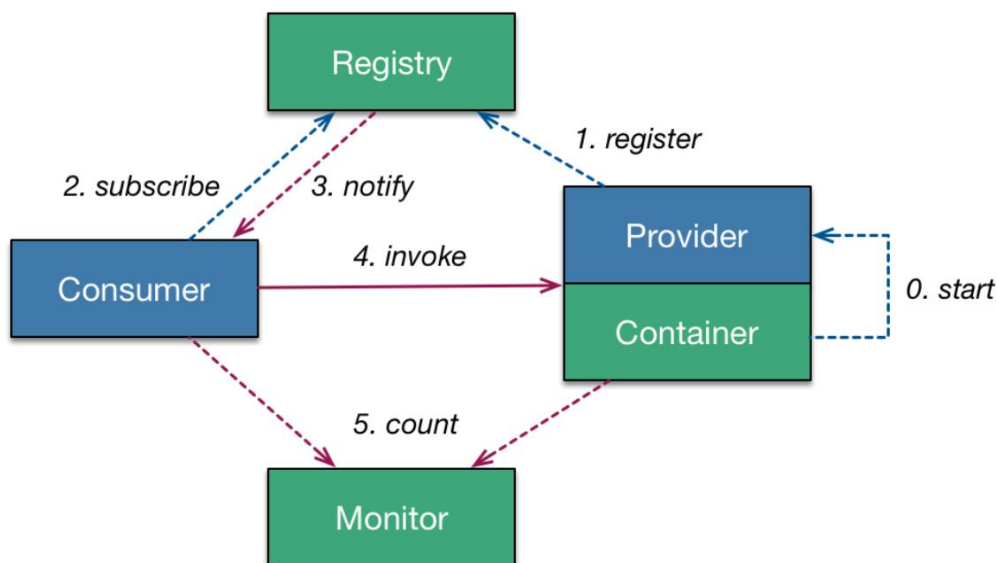 Registry
1. register
2. subscribe
3. notify
Provider
4. invoke
Consumer
0. start
Container
5. count
Monitor